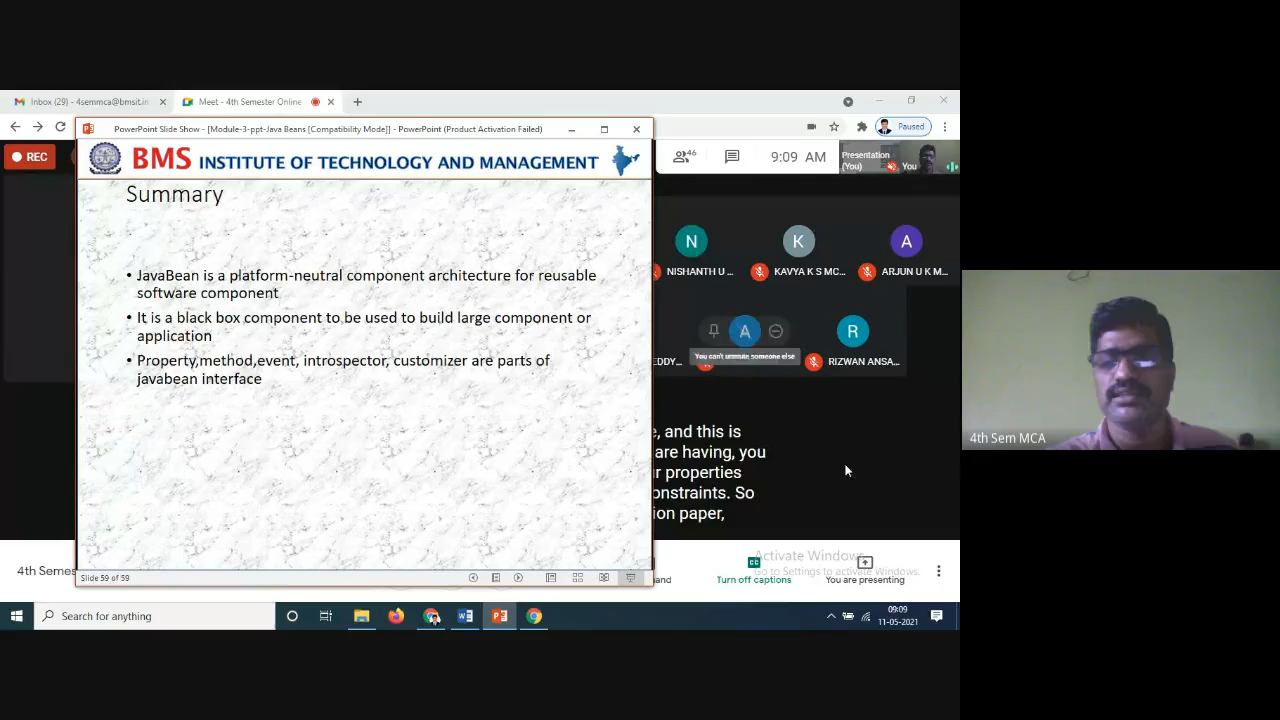 Inbox (29) - 4semmca@bmsit.in
Meet - 4th Semester Online
Paused
PowerPoint Slide Show - [Module-3-ppt-Java Beans [Compatibility Mode]] - PowerPoint (Product Activation Failed)
REC
BMS INSTITUTE OF TECHNOLOGY AND MANAGEMENT
46
9:09 AM
Presentation
(You)
You
Summary
• JavaBean is a platform-neutral component architecture for reusable
software component
• It is a black box component to be used to build large component or
application
• Property,method,event, introspector, customizer are parts of
javabean interface
N
NISHANTH U ...
K
KAVYA K S MC...
A
ARJUN U K M...
A
You can't unmute someone else
EDDY...
R
RIZWAN ANSA...
e, and this is
are having, you
r properties
onstraints. So
ion paper,
4th Sem MCA
Slide 59 of 59
4th Semes
and
Turn off captions
You are presenting
Activate Windows
Go to Settings to activate Windows.
Search for anything
09:09
11-05-2021